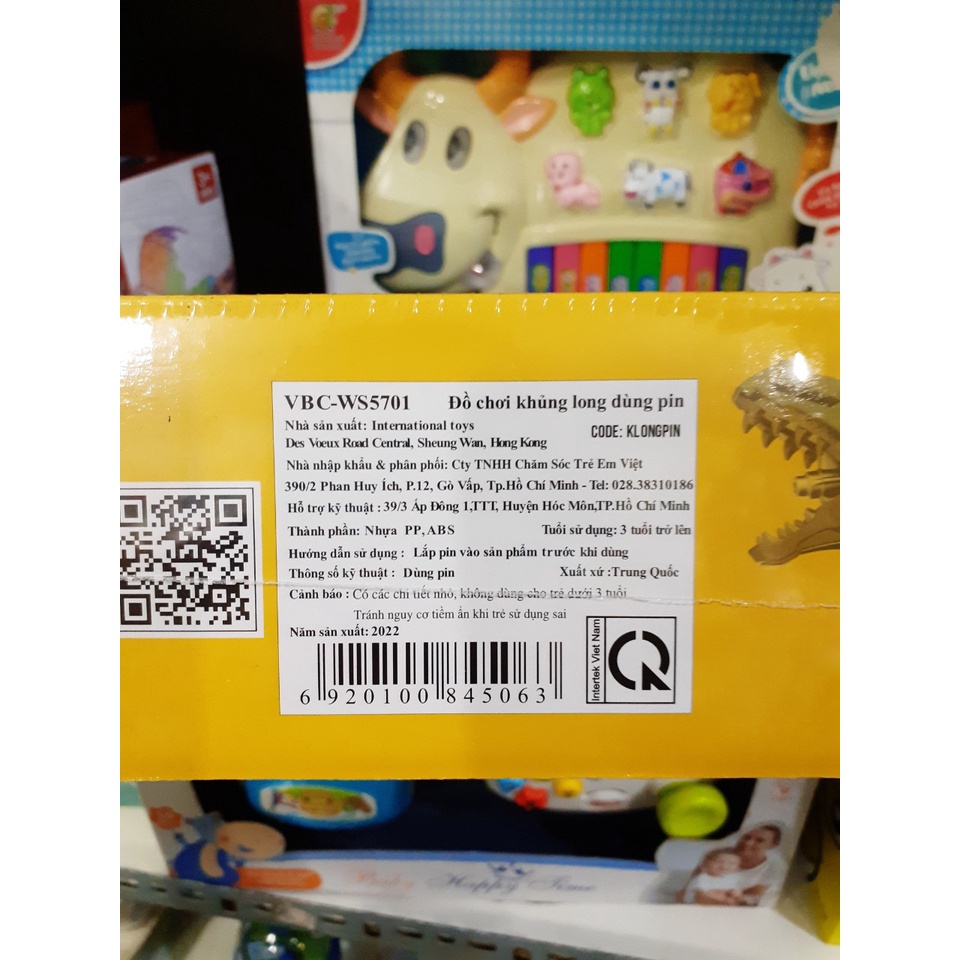 VBC-WS5701 Đồ chơi khủng long dùng pin
Nhà sản xuất: International toys CODE: KLONGPIN
Des Voeux Road Central, Sheung Wan, Hong Kong
Nhà nhập khẩu & phân phối: Cty TNHH Chăm Sóc Trẻ Em Việt
390/2 Phan Huy Ích, P.12, Gò Vấp, Tp.Hồ Chí Minh - Tel: 028.38310186
Hỗ trợ kỹ thuật : 39/3 Ấp Đông 1,TTT, Huyện Hóc Môn,TP.Hồ Chí Minh
Thành phần: Nhựa PP,ABS Tuổi sử dụng: 3 tuổi trở lên
Hướng dẫn sử dụng : Lắp pin vào sản phẩm trước khi dùng
Thông số kỹ thuật : Dùng pin Xuất xứ :Trung Quốc
Cảnh báo : Có các chi tiết nhỏ, không dùng cho trẻ dưới 3 tuổi
Tránh nguy cơ tiềm ẩn khi trẻ sử dụng sai
Năm sản xuất: 2022
Intertek Viet Nam
6 920100 845063
Baby Happy Time